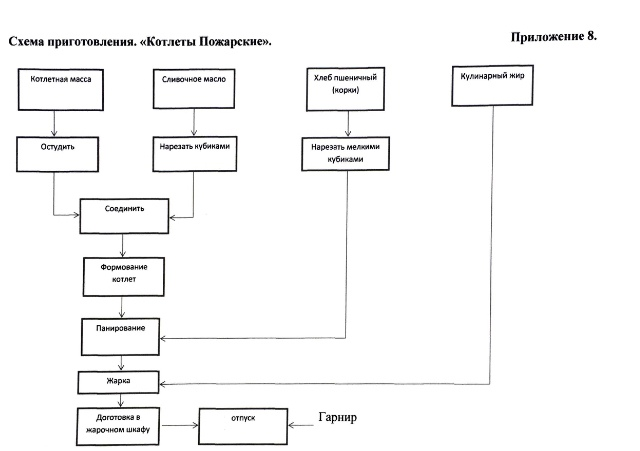 Приложение 8.
Схема приготовления. «Котлеты Пожарские».
Котлетная масса
Сливочное масло
Хлеб пшеничный
(корки)
Кулинарный жир
Остудить
Нарезать кубиками
Нарезать мелкими
кубиками
Соединить
Формование
котлет
Панирование
Жарка
Доготовка в
жарочном шкафу
отпуск
Гарнир